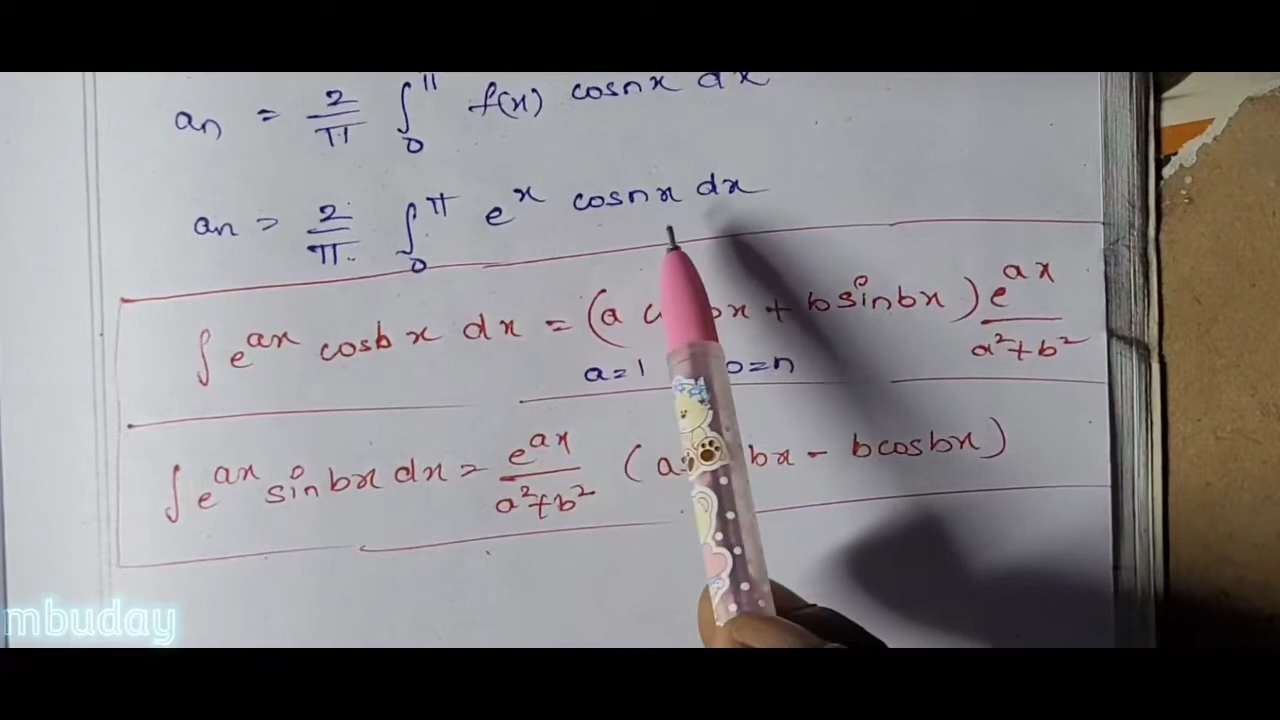 an = 2/π ∫₀^π f(x) cosnx dx
an = 2/π ∫₀^π e^x cosnx dx
∫e^ax cosbx dx = (a bx + bsinbx) e^ax/a²+b²
a=1 b=n
∫e^ax sinbx dx = e^ax/a²+b² (a bx - bcosbx)
mbuday